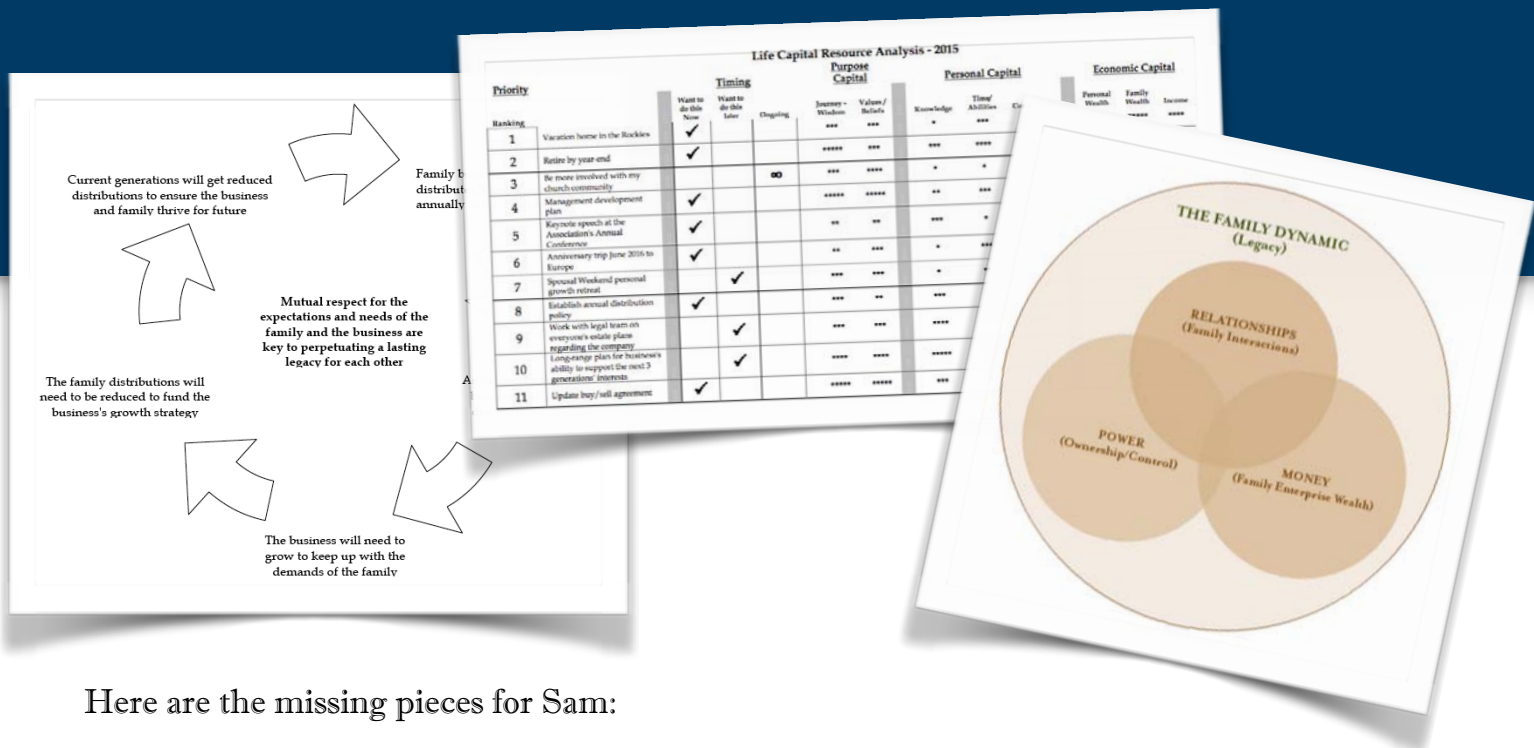 Current generations will get reduced
distributions to ensure the business
and family thrive for future
Family b
distribut
annually
Mutual respect for the
expectations and needs of the
family and the business are
key to perpetuating a lasting
legacy for each other
The family distributions will
need to be reduced to fund the
business's growth strategy
A
The business will need to
grow to keep up with the
demands of the family
Life Capital Resource Analysis - 2015
Priority
Timing
Purpose
Capital
Personal Capital
Economic Capital
Ranking
Want to
do this
Now
Want to
do this
later
Ongoing
Journey -
Wisdom
Values/
Beliefs
Knowledge
Time/
Abilities
Co
Personal
Wealth
Family
Wealth
Income
1 Vacation home in the Rockies ✓ *** *** * *** ***** ****
2 Retire by year-end ✓ ***** *** *** ****
3 Be more involved with my
church community ∞ *** **** * *
4 Management development
plan ✓ ***** ***** ** ***
5 Keynote speech at the
Association's Annual
Conference ✓ ** ** *** *
6 Anniversary trip June 2016 to
Europe ✓ ** *** * ***
7 Spousal Weekend personal
growth retreat ✓ *** *** * *
8 Establish annual distribution
policy ✓ *** ** ***
9 Work with legal team on
everyone's estate plans
regarding the company ✓ *** *** ****
10 Long-range plan for business's
ability to support the next 3
generations' interests ✓ **** **** *****
11 Update buy/sell agreement ✓ ***** ***** ***
THE FAMILY DYNAMIC
(Legacy)
RELATIONSHIPS
(Family Interactions)
POWER
(Ownership/Control)
MONEY
(Family Enterprise Wealth)
Here are the missing pieces for Sam: